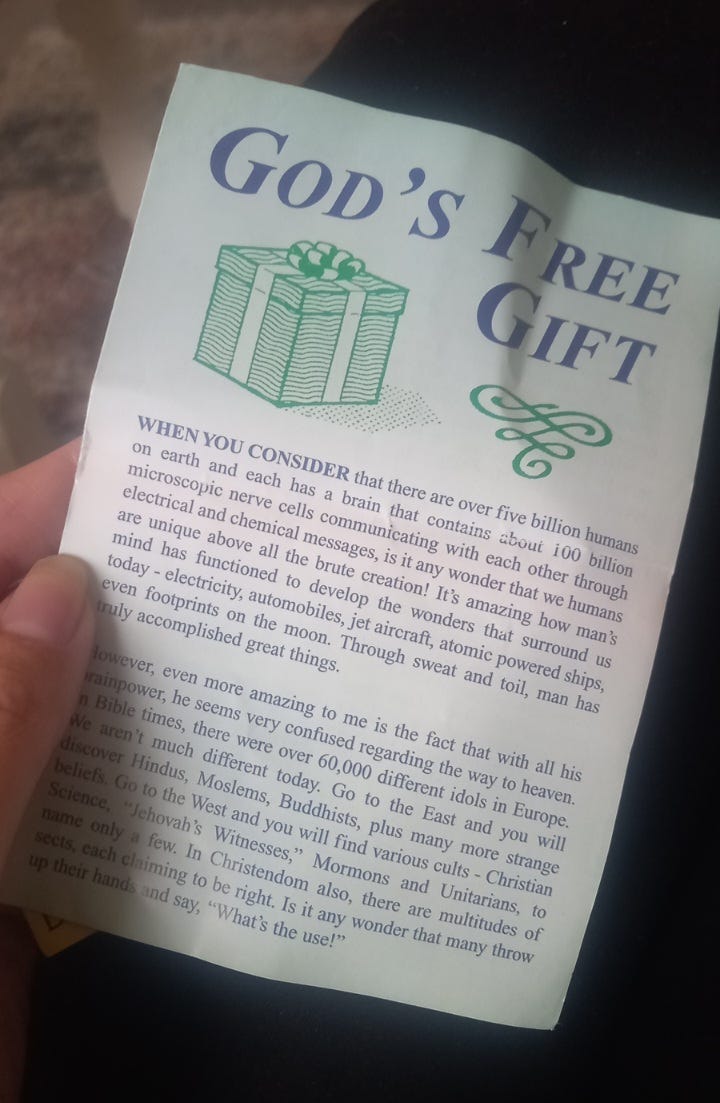 GOD'S FREE
GIFT
WHEN YOU CONSIDER that there are over five billion humans
on earth and each has a brain that contains about 100 billion
microscopic nerve cells communicating with each other through
electrical and chemical messages, is it any wonder that we humans
are unique above all the brute creation! It's amazing how man's
mind has functioned to develop the wonders that surround us
today - electricity, automobiles, jet aircraft, atomic powered ships,
even footprints on the moon. Through sweat and toil, man has
truly accomplished great things.
However, even more amazing to me is the fact that with all his
brainpower, he seems very confused regarding the way to heaven.
In Bible times, there were over 60,000 different idols in Europe.
We aren't much different today. Go to the East and you will
discover Hindus, Moslems, Buddhists, plus many more strange
beliefs. Go to the West and you will find various cults - Christian
Science, "Jehovah's Witnesses," Mormons and Unitarians, to
name only a few. In Christendom also, there are multitudes of
sects, each claiming to be right. Is it any wonder that many throw
up their hands and say, "What's the use!"